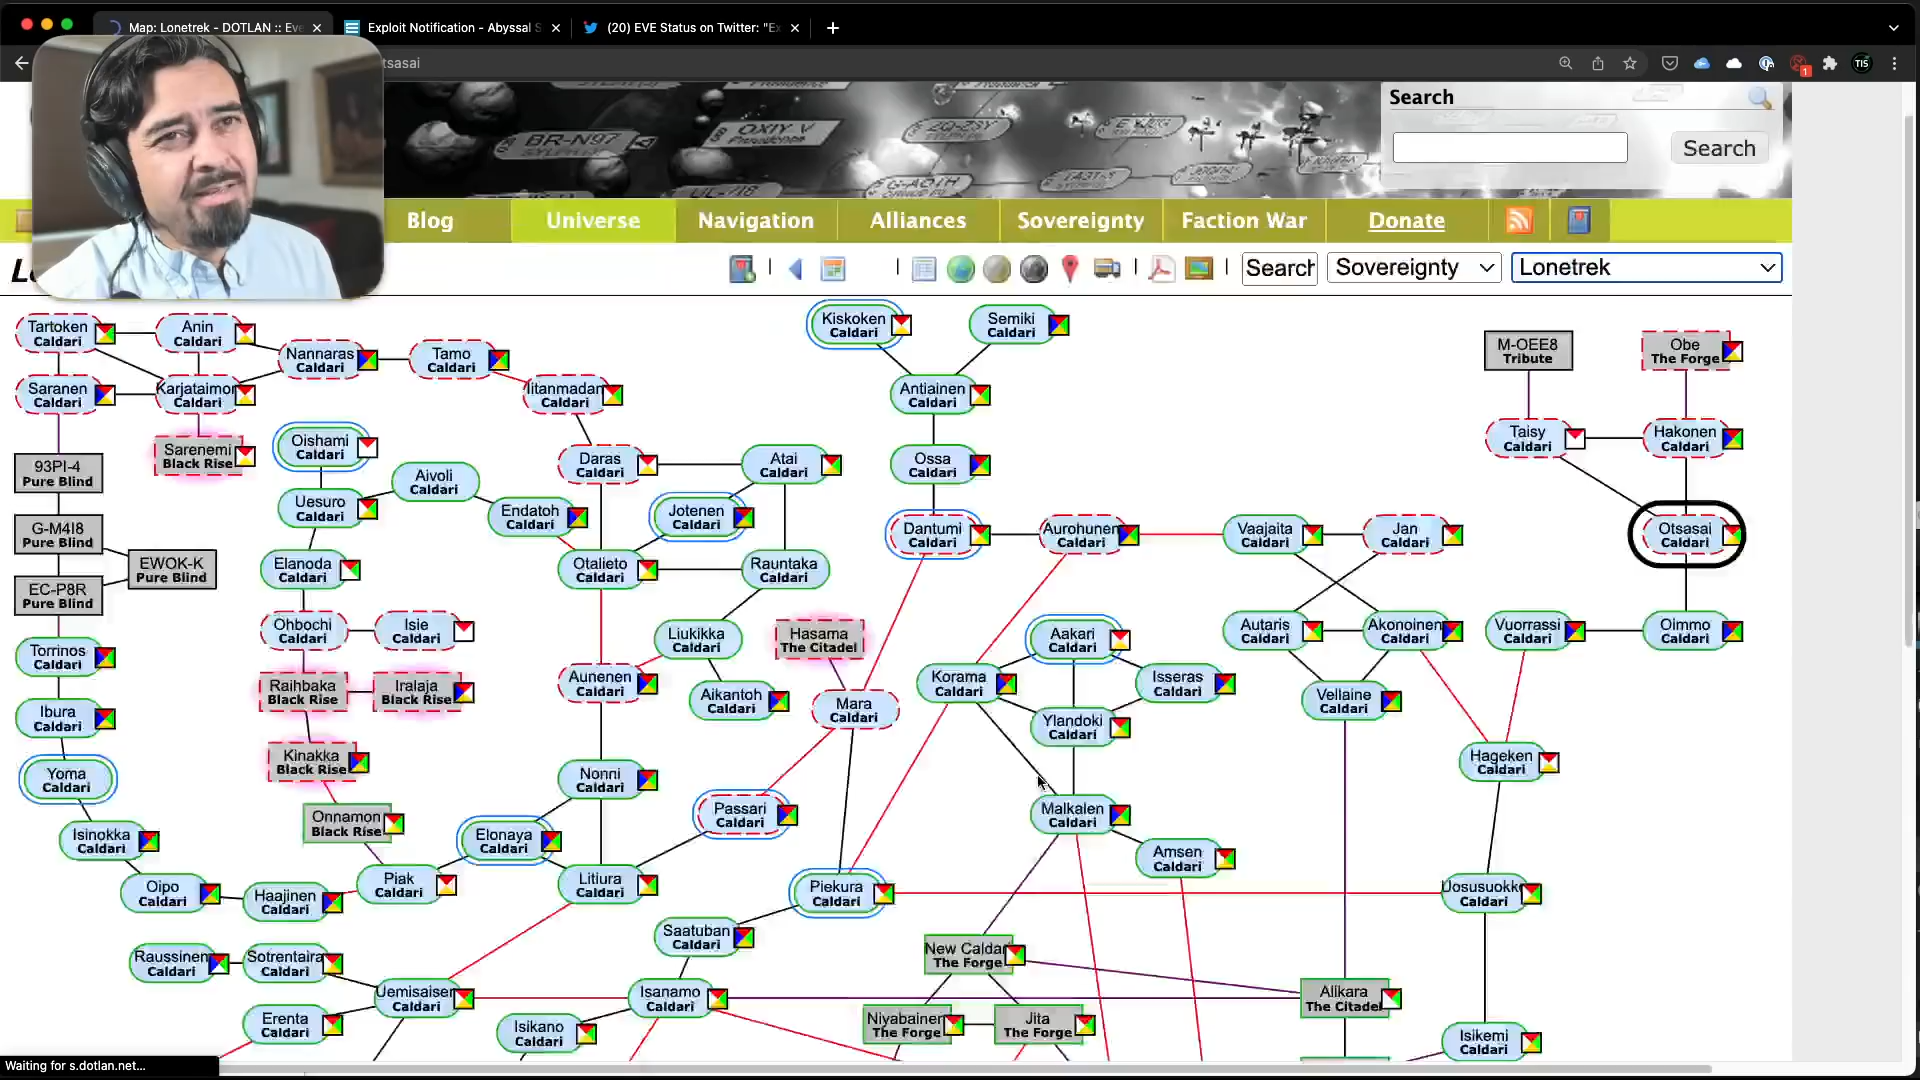 Map: Lonetrek - DOTLAN :: Eve
Exploit Notification - Abyssal S
(20) EVE Status on Twitter: "Ex
tsasai
1
TIS
BR-N97
OXIY V
Providence
2Q-Z
G-AOTH
Search
Search
Blog
Universe
Navigation
Alliances
Sovereignty
Faction War
Donate
Search
Sovereignty
Lonetrek
Kiskoken
Caldari
Semiki
Caldari
Tartoken
Caldari
Anin
Caldari
Nannaras
Caldari
Tamo
Caldari
M-OEE8
Tribute
Obe
The Forge
Saranen
Caldari
Karjataimon
Caldari
Iitanmadan
Caldari
Antiainen
Caldari
Oishami
Caldari
Sarenemi
Black Rise
Taisy
Caldari
Hakonen
Caldari
93PI-4
Pure Blind
Aivoli
Caldari
Daras
Caldari
Atai
Caldari
Ossa
Caldari
Uesuro
Caldari
Endatoh
Caldari
Jotenen
Caldari
G-M4I8
Pure Blind
Dantumi
Caldari
Aurohunen
Caldari
Vaajaita
Caldari
Jan
Caldari
Otsasai
Caldari
EWOK-K
Pure Blind
Elanoda
Caldari
Otalieto
Caldari
Rauntaka
Caldari
EC-P8R
Pure Blind
Ohbochi
Caldari
Isie
Caldari
Liukikka
Caldari
Hasama
The Citadel
Aakari
Caldari
Autaris
Caldari
Akonoinen
Caldari
Vuorrassi
Caldari
Oimmo
Caldari
Torrinos
Caldari
Raihbaka
Black Rise
Iralaja
Black Rise
Aunenen
Caldari
Aikantoh
Caldari
Mara
Caldari
Korama
Caldari
Isseras
Caldari
Vellaine
Caldari
Ibura
Caldari
Ylandoki
Caldari
Kinakka
Black Rise
Hageken
Caldari
Yoma
Caldari
Nonni
Caldari
Onnamon
Black Rise
Passari
Caldari
Malkalen
Caldari
Isinokka
Caldari
Elonaya
Caldari
Amsen
Caldari
Oipo
Caldari
Haajinen
Caldari
Piak
Caldari
Litiura
Caldari
Piekura
Caldari
Uosusuokko
Caldari
Saatuban
Caldari
Raussinen
Caldari
Sotrentaira
Caldari
New Caldari
The Forge
Uemisaisen
Caldari
Isanamo
Caldari
Alikara
The Citadel
Erenta
Caldari
Isikano
Caldari
Niyabainen
The Forge
Jita
The Forge
Isikemi
Caldari
Waiting for s.dotlan.net...